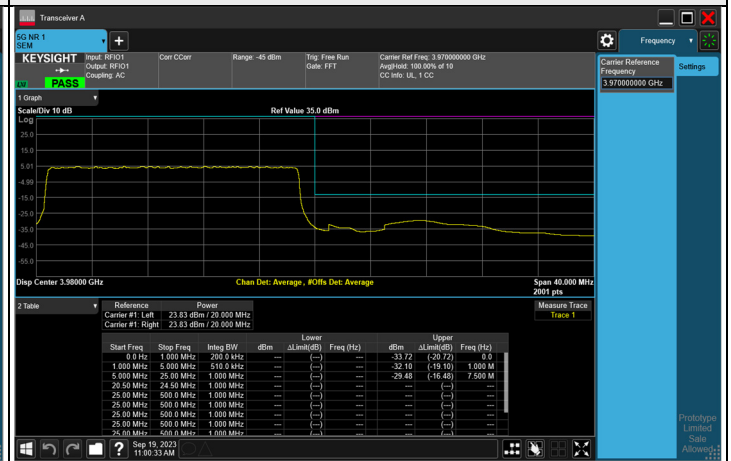 Transceiver A
5G NR 1
SEM
Frequency
KEYSIGHT
Input: RFIO1
Output: RFIO1
Coupling: AC
Corr CCorr
Range: -45 dBm
Trig: Free Run
Gate: FFT
Carrier Ref Freq: 3.970000000 GHz
Avg|Hold: 100.00% of 10
CC Info: UL, 1 CC
PASS
Carrier Reference
Frequency
3.970000000 GHz
Settings
1 Graph
Scale/Div 10 dB
Ref Value 35.0 dBm
Log
25.0
15.0
5.01
-4.99
-15.0
-25.0
-35.0
-45.0
-55.0
Disp Center 3.98000 GHz
Chan Det: Average, #Offs Det: Average
Span 40.000 MHz
2001 pts
2 Table
Reference Power
Carrier #1: Left 23.83 dBm / 20.000 MHz
Carrier #1: Right 23.83 dBm / 20.000 MHz
Measure Trace
Trace 1
Lower Upper
Start Freq Stop Freq Integ BW dBm ΔLimit(dB) Freq (Hz) dBm ΔLimit(dB) Freq (Hz)
0.0 Hz 1.000 MHz 200.0 kHz --- (---) --- -33.72 (-20.72) 0.0
1.000 MHz 5.000 MHz 510.0 kHz --- (---) --- -32.10 (-19.10) 1.000 M
5.000 MHz 25.00 MHz 1.000 MHz --- (---) --- -29.48 (-16.48) 7.500 M
20.50 MHz 24.50 MHz 1.000 MHz --- (---) --- --- (---) ---
25.00 MHz 500.0 MHz 1.000 MHz --- (---) --- --- (---) ---
25.00 MHz 500.0 MHz 1.000 MHz --- (---) --- --- (---) ---
25.00 MHz 500.0 MHz 1.000 MHz --- (---) --- --- (---) ---
25.00 MHz 500.0 MHz 1.000 MHz --- (---) --- --- (---) ---
Sep 19, 2023
11:00:33 AM
Prototype
Limited
Sale
Allowed